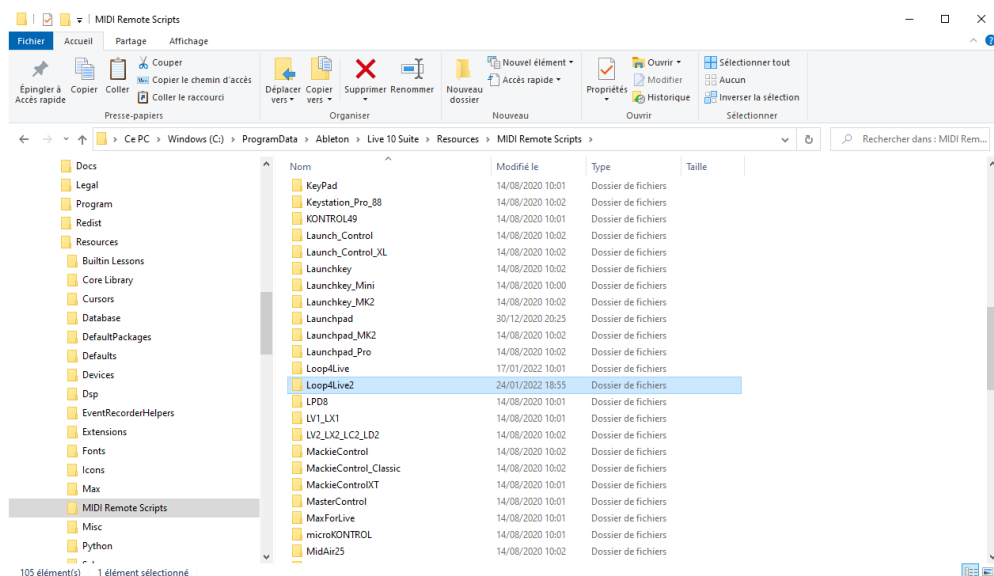 MIDI Remote Scripts
Fichier Accueil Partage Affichage
Épingler à Accès rapide
Copier
Coller
Couper
Copier le chemin d'accès
Coller le raccourci
Presse-papiers
Déplacer vers
Copier vers
Supprimer
Renommer
Organiser
Nouveau dossier
Nouvel élément
Accès rapide
Nouveau
Propriétés
Ouvrir
Modifier
Historique
Ouvrir
Sélectionner tout
Aucun
Inverser la sélection
Sélectionner
Ce PC > Windows (C:) > ProgramData > Ableton > Live 10 Suite > Resources > MIDI Remote Scripts >
Rechercher dans : MIDI Rem...
Docs
Legal
Program
Redist
Resources
Builtin Lessons
Core Library
Cursors
Database
DefaultPackages
Defaults
Devices
Dsp
EventRecorderHelpers
Extensions
Fonts
Icons
Max
MIDI Remote Scripts
Misc
Python
Nom Modifié le Type Taille
KeyPad 14/08/2020 10:01 Dossier de fichiers
Keystation_Pro_88 14/08/2020 10:02 Dossier de fichiers
KONTROL49 14/08/2020 10:01 Dossier de fichiers
Launch_Control 14/08/2020 10:02 Dossier de fichiers
Launch_Control_XL 14/08/2020 10:02 Dossier de fichiers
Launchkey 14/08/2020 10:02 Dossier de fichiers
Launchkey_Mini 14/08/2020 10:00 Dossier de fichiers
Launchkey_MK2 14/08/2020 10:02 Dossier de fichiers
Launchpad 30/12/2020 20:25 Dossier de fichiers
Launchpad_MK2 14/08/2020 10:02 Dossier de fichiers
Launchpad_Pro 14/08/2020 10:02 Dossier de fichiers
Loop4Live 17/01/2022 10:01 Dossier de fichiers
Loop4Live2 24/01/2022 18:55 Dossier de fichiers
LPD8 14/08/2020 10:01 Dossier de fichiers
LV1_LX1 14/08/2020 10:01 Dossier de fichiers
LV2_LX2_LC2_LD2 14/08/2020 10:02 Dossier de fichiers
MackieControl 14/08/2020 10:02 Dossier de fichiers
MackieControl_Classic 14/08/2020 10:02 Dossier de fichiers
MackieControlXT 14/08/2020 10:01 Dossier de fichiers
MasterControl 14/08/2020 10:01 Dossier de fichiers
MaxForLive 14/08/2020 10:01 Dossier de fichiers
microKONTROL 14/08/2020 10:01 Dossier de fichiers
MidAir25 14/08/2020 10:02 Dossier de fichiers
105 élément(s) 1 élément sélectionné